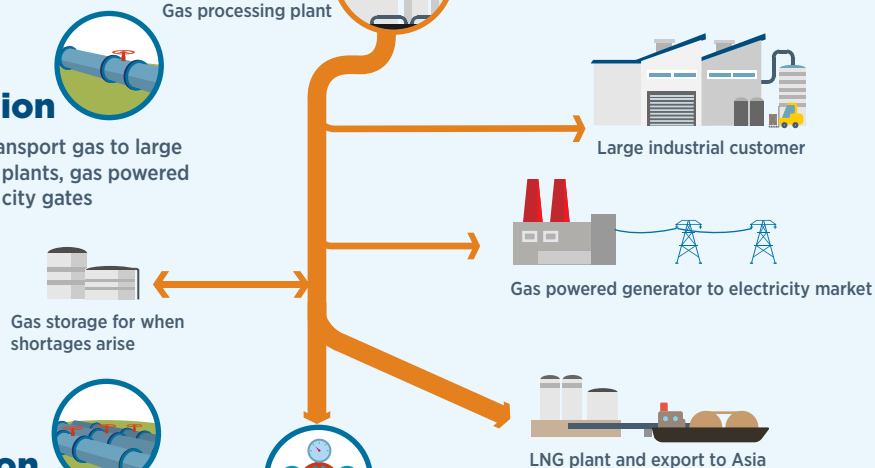 Gas processing plant
ion
ansport gas to large
plants, gas powered
city gates
Large industrial customer
Gas powered generator to electricity market
Gas storage for when
shortages arise
LNG plant and export to Asia
on